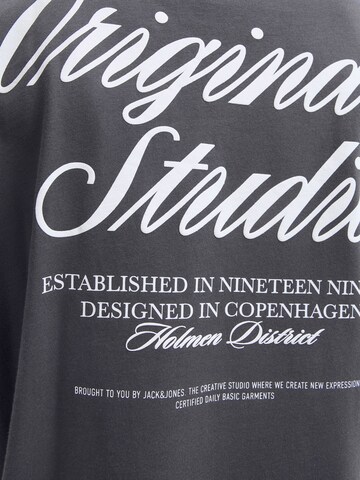 Origina
Studi
ESTABLISHED IN NINETEEN NIN
DESIGNED IN COPENHAGEN
Holmen District
BROUGHT TO YOU BY JACK&JONES THE CREATIVE STUDIO WHERE WE CREATE NEW EXPRESSION
CERTIFIED DAILY BASIC GARMENTS